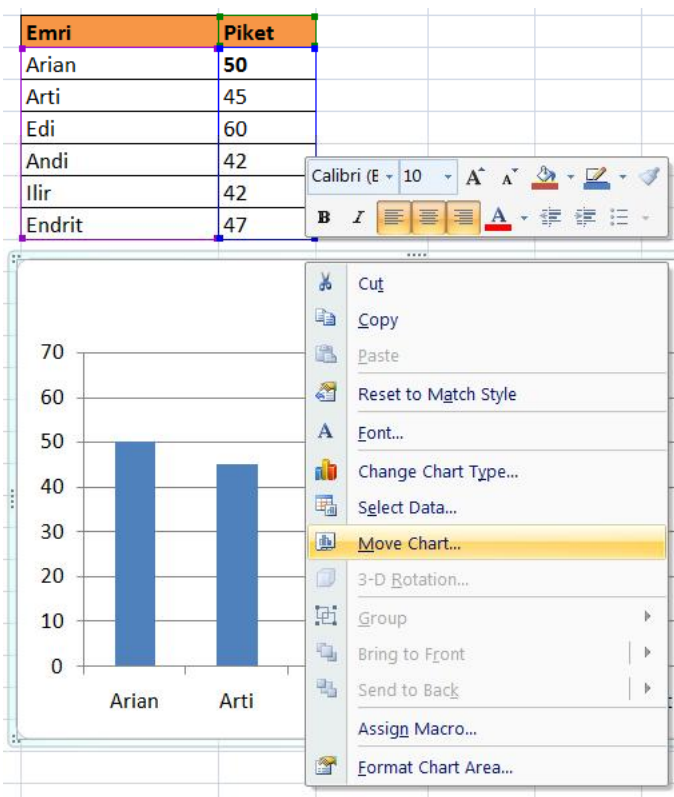 Emri Piket
Arian 50
Arti 45
Edi 60
Andi 42
Ilir 42
Endrit 47
Calibri (E 10 A A
B I A
Cut
Copy
Paste
Reset to Match Style
A Font...
Change Chart Type...
Select Data...
Move Chart...
3-D Rotation...
Group
Bring to Front
Send to Back
Assign Macro...
Format Chart Area...
70
60
50
40
30
20
10
0
Arian Arti